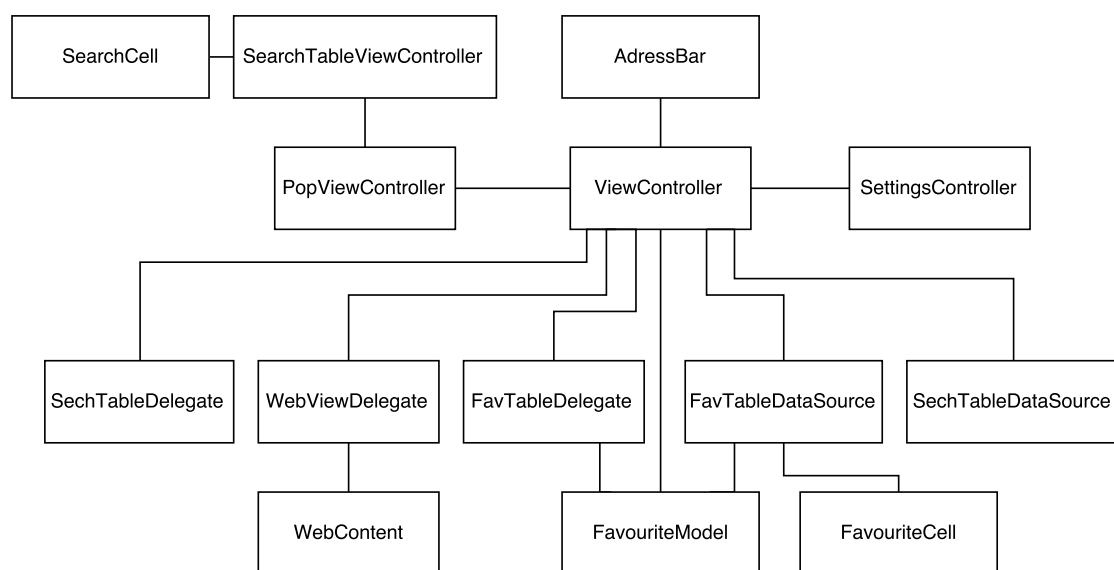 SearchCell
SearchTableViewController
AdressBar
PopViewController
ViewController
SettingsController
SechTableDelegate
WebViewDelegate
FavTableDelegate
FavTableDataSource
SechTableDataSource
WebContent
FavouriteModel
FavouriteCell